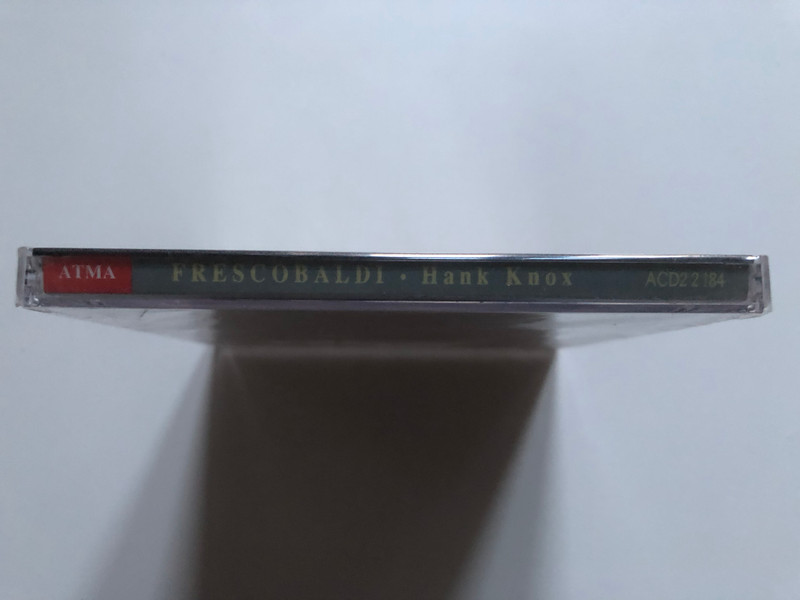 ATMA FRESCOBALDI • Hank Knox ACD2 2184